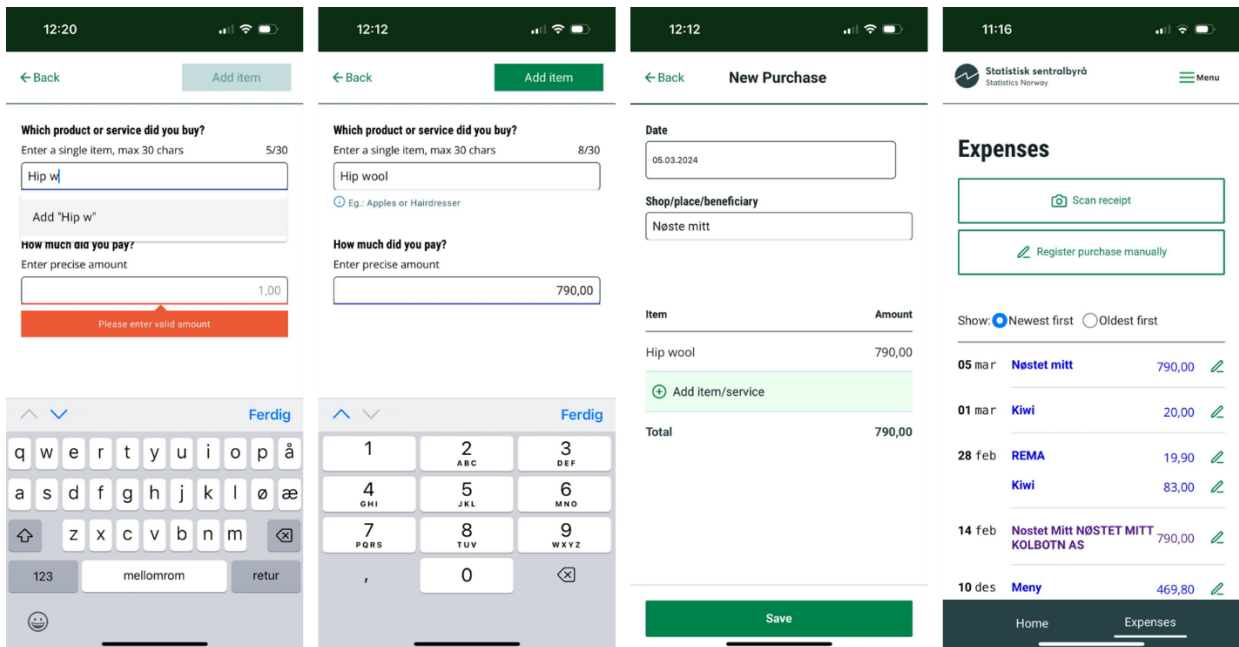 12:20
Back
Add item
Which product or service did you buy?
Enter a single item, max 30 chars 5/30
Hip w
Add "Hip w"
How much did you pay?
Enter precise amount
1,00
Please enter valid amount
Ferdig
q w e r t y u i o p å
a s d f g h j k l ø æ
z x c v b n m
123 mellomrom retur
12:12
Back
Add item
Which product or service did you buy?
Enter a single item, max 30 chars 8/30
Hip wool
Eg.: Apples or Hairdresser
How much did you pay?
Enter precise amount
790,00
Ferdig
1 2 3
ABC DEF
4 5 6
GHI JKL MNO
7 8 9
PQRS TUV WXYZ
, 0
12:12
Back New Purchase
Date
05.03.2024
Shop/place/beneficiary
Nøste mitt
Item Amount
Hip wool 790,00
Add item/service
Total 790,00
Save
11:16
Statistisk sentralbyrå
Statistics Norway
Menu
Expenses
Scan receipt
Register purchase manually
Show: Newest first Oldest first
05 mar Nøstet mitt 790,00
01 mar Kiwi 20,00
28 feb REMA 19,90
Kiwi 83,00
14 feb Nostet Mitt NØSTET MITT 790,00
KOLBOTN AS
10 des Meny 469,80
Home Expenses